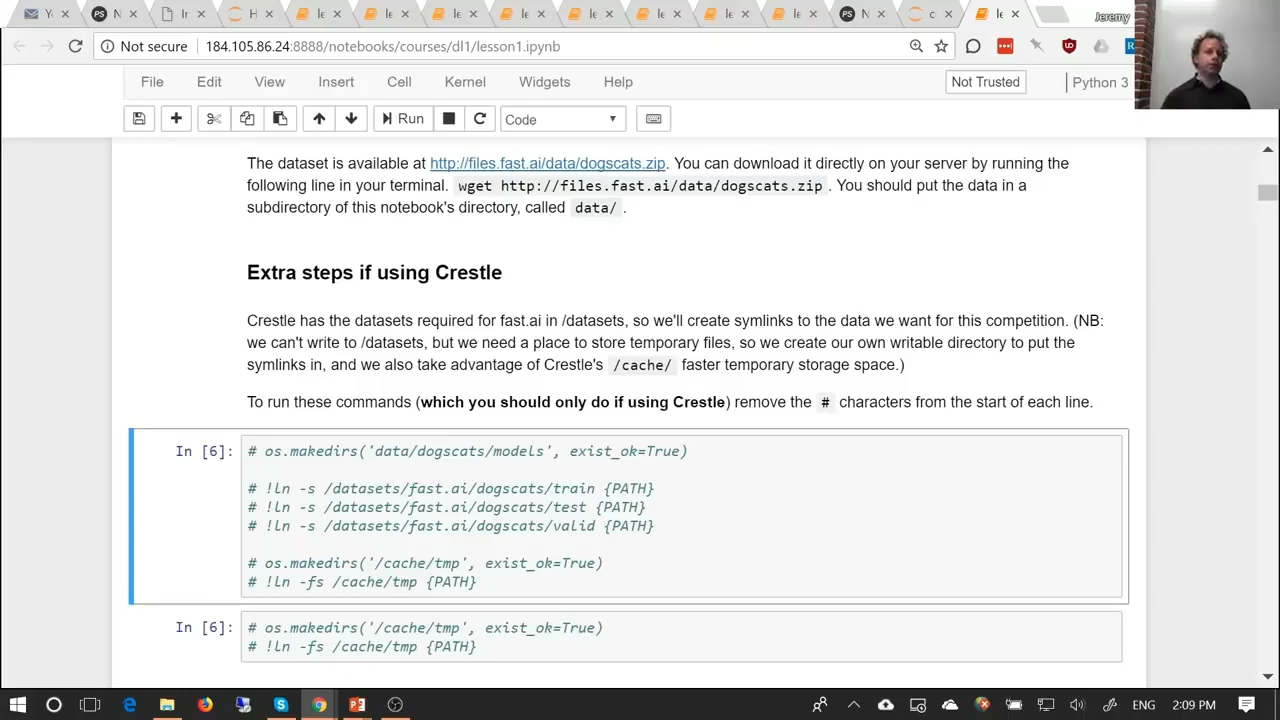 Jeremy
Not secure 184.105.86.24:8888/notebooks/courses/dl1/lesson1.ipynb
File Edit View Insert Cell Kernel Widgets Help Not Trusted Python 3
Run Code
The dataset is available at http://files.fast.ai/data/dogscats.zip. You can download it directly on your server by running the
following line in your terminal. wget http://files.fast.ai/data/dogscats.zip . You should put the data in a
subdirectory of this notebook's directory, called data/ .
Extra steps if using Crestle
Crestle has the datasets required for fast.ai in /datasets, so we'll create symlinks to the data we want for this competition. (NB:
we can't write to /datasets, but we need a place to store temporary files, so we create our own writable directory to put the
symlinks in, and we also take advantage of Crestle's /cache/ faster temporary storage space.)
To run these commands (which you should only do if using Crestle) remove the # characters from the start of each line.
In [6]: # os.makedirs('data/dogscats/models', exist_ok=True)
# !ln -s /datasets/fast.ai/dogscats/train {PATH}
# !ln -s /datasets/fast.ai/dogscats/test {PATH}
# !ln -s /datasets/fast.ai/dogscats/valid {PATH}
# os.makedirs('/cache/tmp', exist_ok=True)
# !ln -fs /cache/tmp {PATH}
In [6]: # os.makedirs('/cache/tmp', exist_ok=True)
# !ln -fs /cache/tmp {PATH}
ENG 2:09 PM